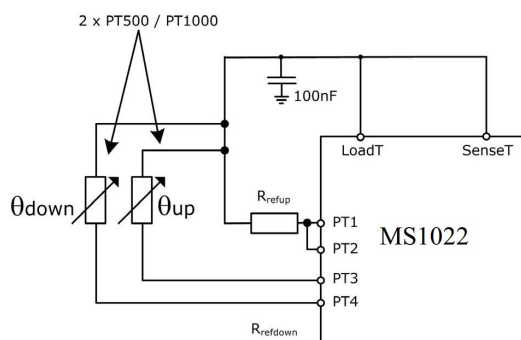 2 x PT500 / PT1000
100nF
LoadT
SenseT
θdown
θup
Rrefup
PT1
PT2
MS1022
PT3
PT4
Rrefdown